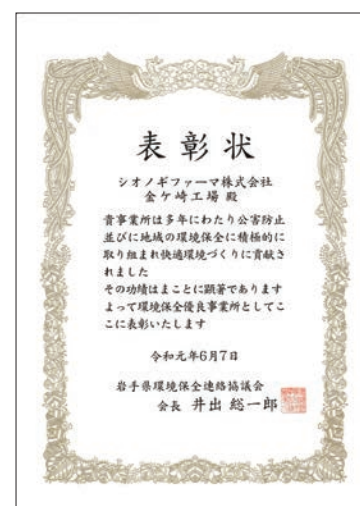 表彰状
シオノギファーマ株式会社
金ケ崎工場 殿
貴事業所は多年にわたり公害防止
並びに地域の環境保全に積極的に
取り組まれ快適環境づくりに貢献さ
れました
その功績はまことに顕著であります
よって環境保全優良事業所としてこ
こに表彰いたします
令和元年6月7日
岩手県環境保全連絡協議会
会長 井出 総一郎